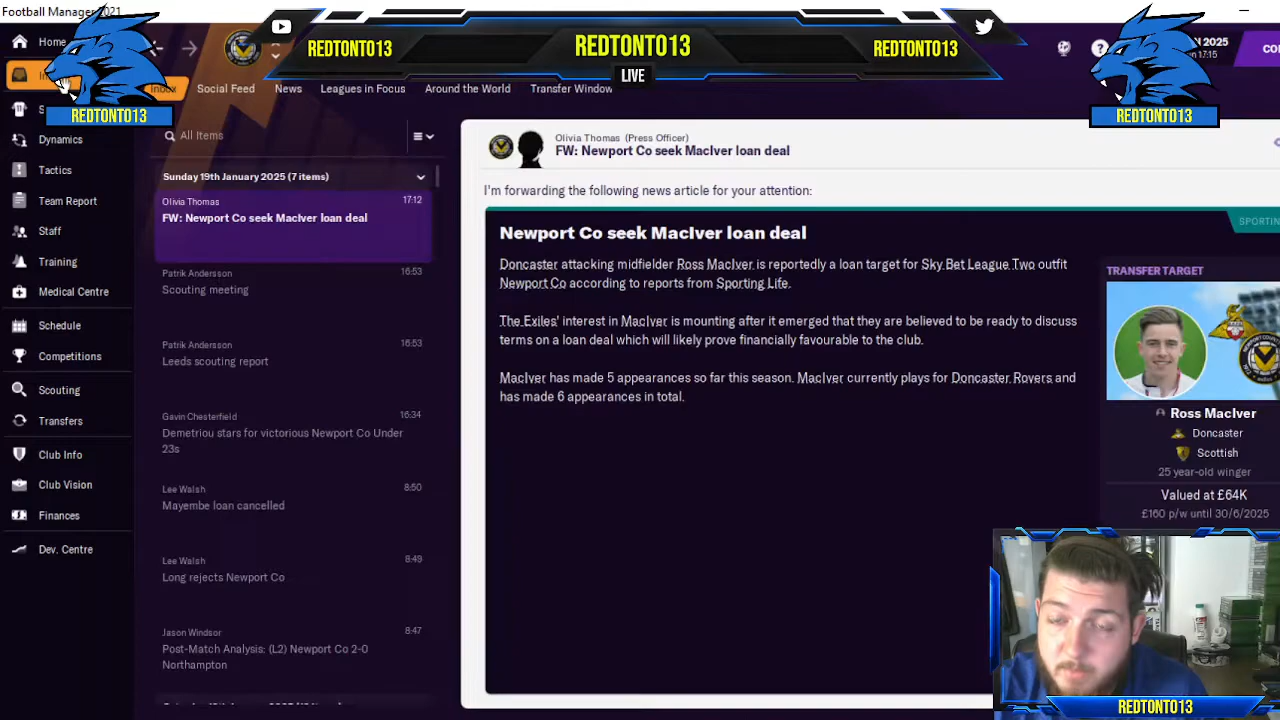 Football Manager 2021
REDTONTO13
REDTONTO13
REDTONTO13
LIVE
REDTONTO13
REDTONTO13
Home
Inbox
Social Feed
News
Leagues in Focus
Around the World
Transfer Window
2025
17:15
Dynamics
Tactics
Team Report
Staff
Training
Medical Centre
Schedule
Competitions
Scouting
Transfers
Club Info
Club Vision
Finances
Dev. Centre
All Items
Sunday 19th January 2025 (7 items)
Olivia Thomas 17:12
FW: Newport Co seek MacIver loan deal
Patrik Andersson 16:53
Scouting meeting
Patrik Andersson 16:53
Leeds scouting report
Gavin Chesterfield 16:34
Demetriou stars for victorious Newport Co Under
23s
Lee Walsh 8:50
Mayembe loan cancelled
Lee Walsh 8:49
Long rejects Newport Co
Jason Windsor 8:47
Post-Match Analysis: (L2) Newport Co 2-0
Northampton
Olivia Thomas (Press Officer)
FW: Newport Co seek MacIver loan deal
I'm forwarding the following news article for your attention:
Newport Co seek MacIver loan deal
Doncaster attacking midfielder Ross MacIver is reportedly a loan target for Sky Bet League Two outfit
Newport Co according to reports from Sporting Life.
The Exiles' interest in MacIver is mounting after it emerged that they are believed to be ready to discuss
terms on a loan deal which will likely prove financially favourable to the club.
MacIver has made 5 appearances so far this season. MacIver currently plays for Doncaster Rovers and
has made 6 appearances in total.
TRANSFER TARGET
Ross MacIver
Doncaster
Scottish
25 year-old winger
Valued at £64K
£160 p/w until 30/6/2025
REDTONTO13